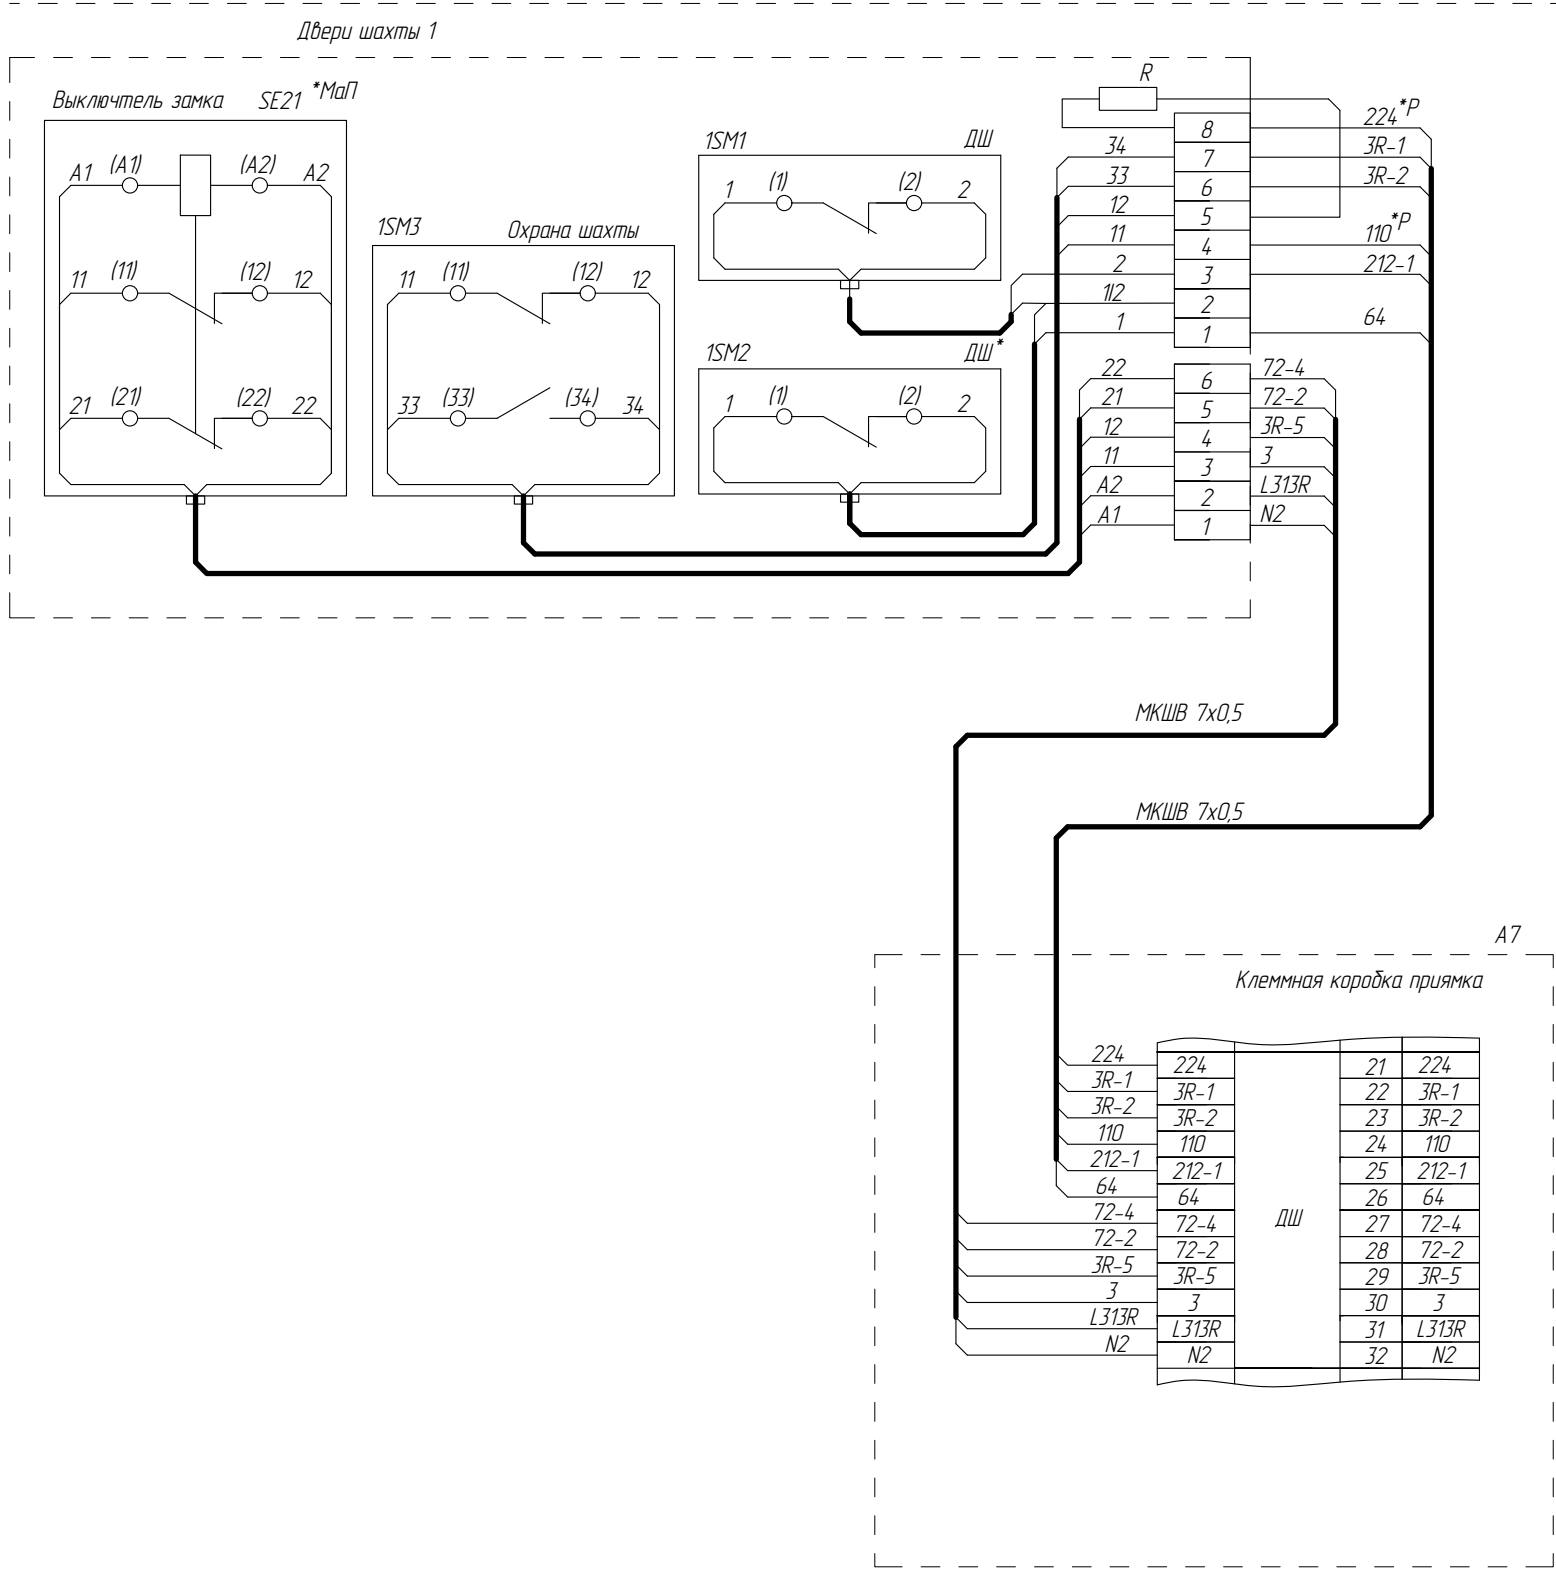 Двери шахты 1
Выключтель замка SE21 *МаП
A1 (A1) (A2) A2
11 (11) (12) 12
21 (21) (22) 22
1SM3 Охрана шахты
11 (11) (12) 12
33 (33) (34) 34
1SM1 ДШ
1 (1) (2) 2
1SM2 ДШ*
1 (1) (2) 2
R
8 224*Р
34 7 3R-1
33 6 3R-2
12 5
11 4 110*Р
2 3 212-1
1|2 2
1 1 64
22 6 72-4
21 5 72-2
12 4 3R-5
11 3 3
A2 2 L313R
A1 1 N2
МКШВ 7х0,5
МКШВ 7х0,5
А7
Клеммная коробка приямка
224 224 21 224
3R-1 3R-1 22 3R-1
3R-2 3R-2 23 3R-2
110 110 24 110
212-1 212-1 25 212-1
64 64 26 64
72-4 72-4 ДШ 27 72-4
72-2 72-2 28 72-2
3R-5 3R-5 29 3R-5
3 3 30 3
L313R L313R 31 L313R
N2 N2 32 N2